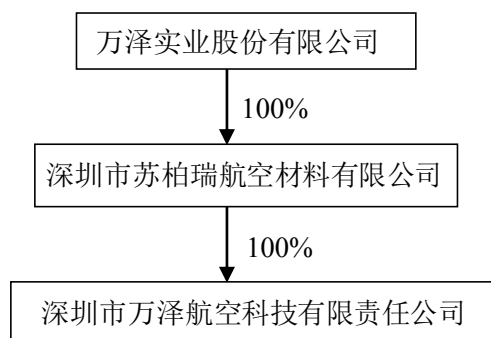 万泽实业股份有限公司
100%
深圳市苏柏瑞航空材料有限公司
100%
深圳市万泽航空科技有限责任公司